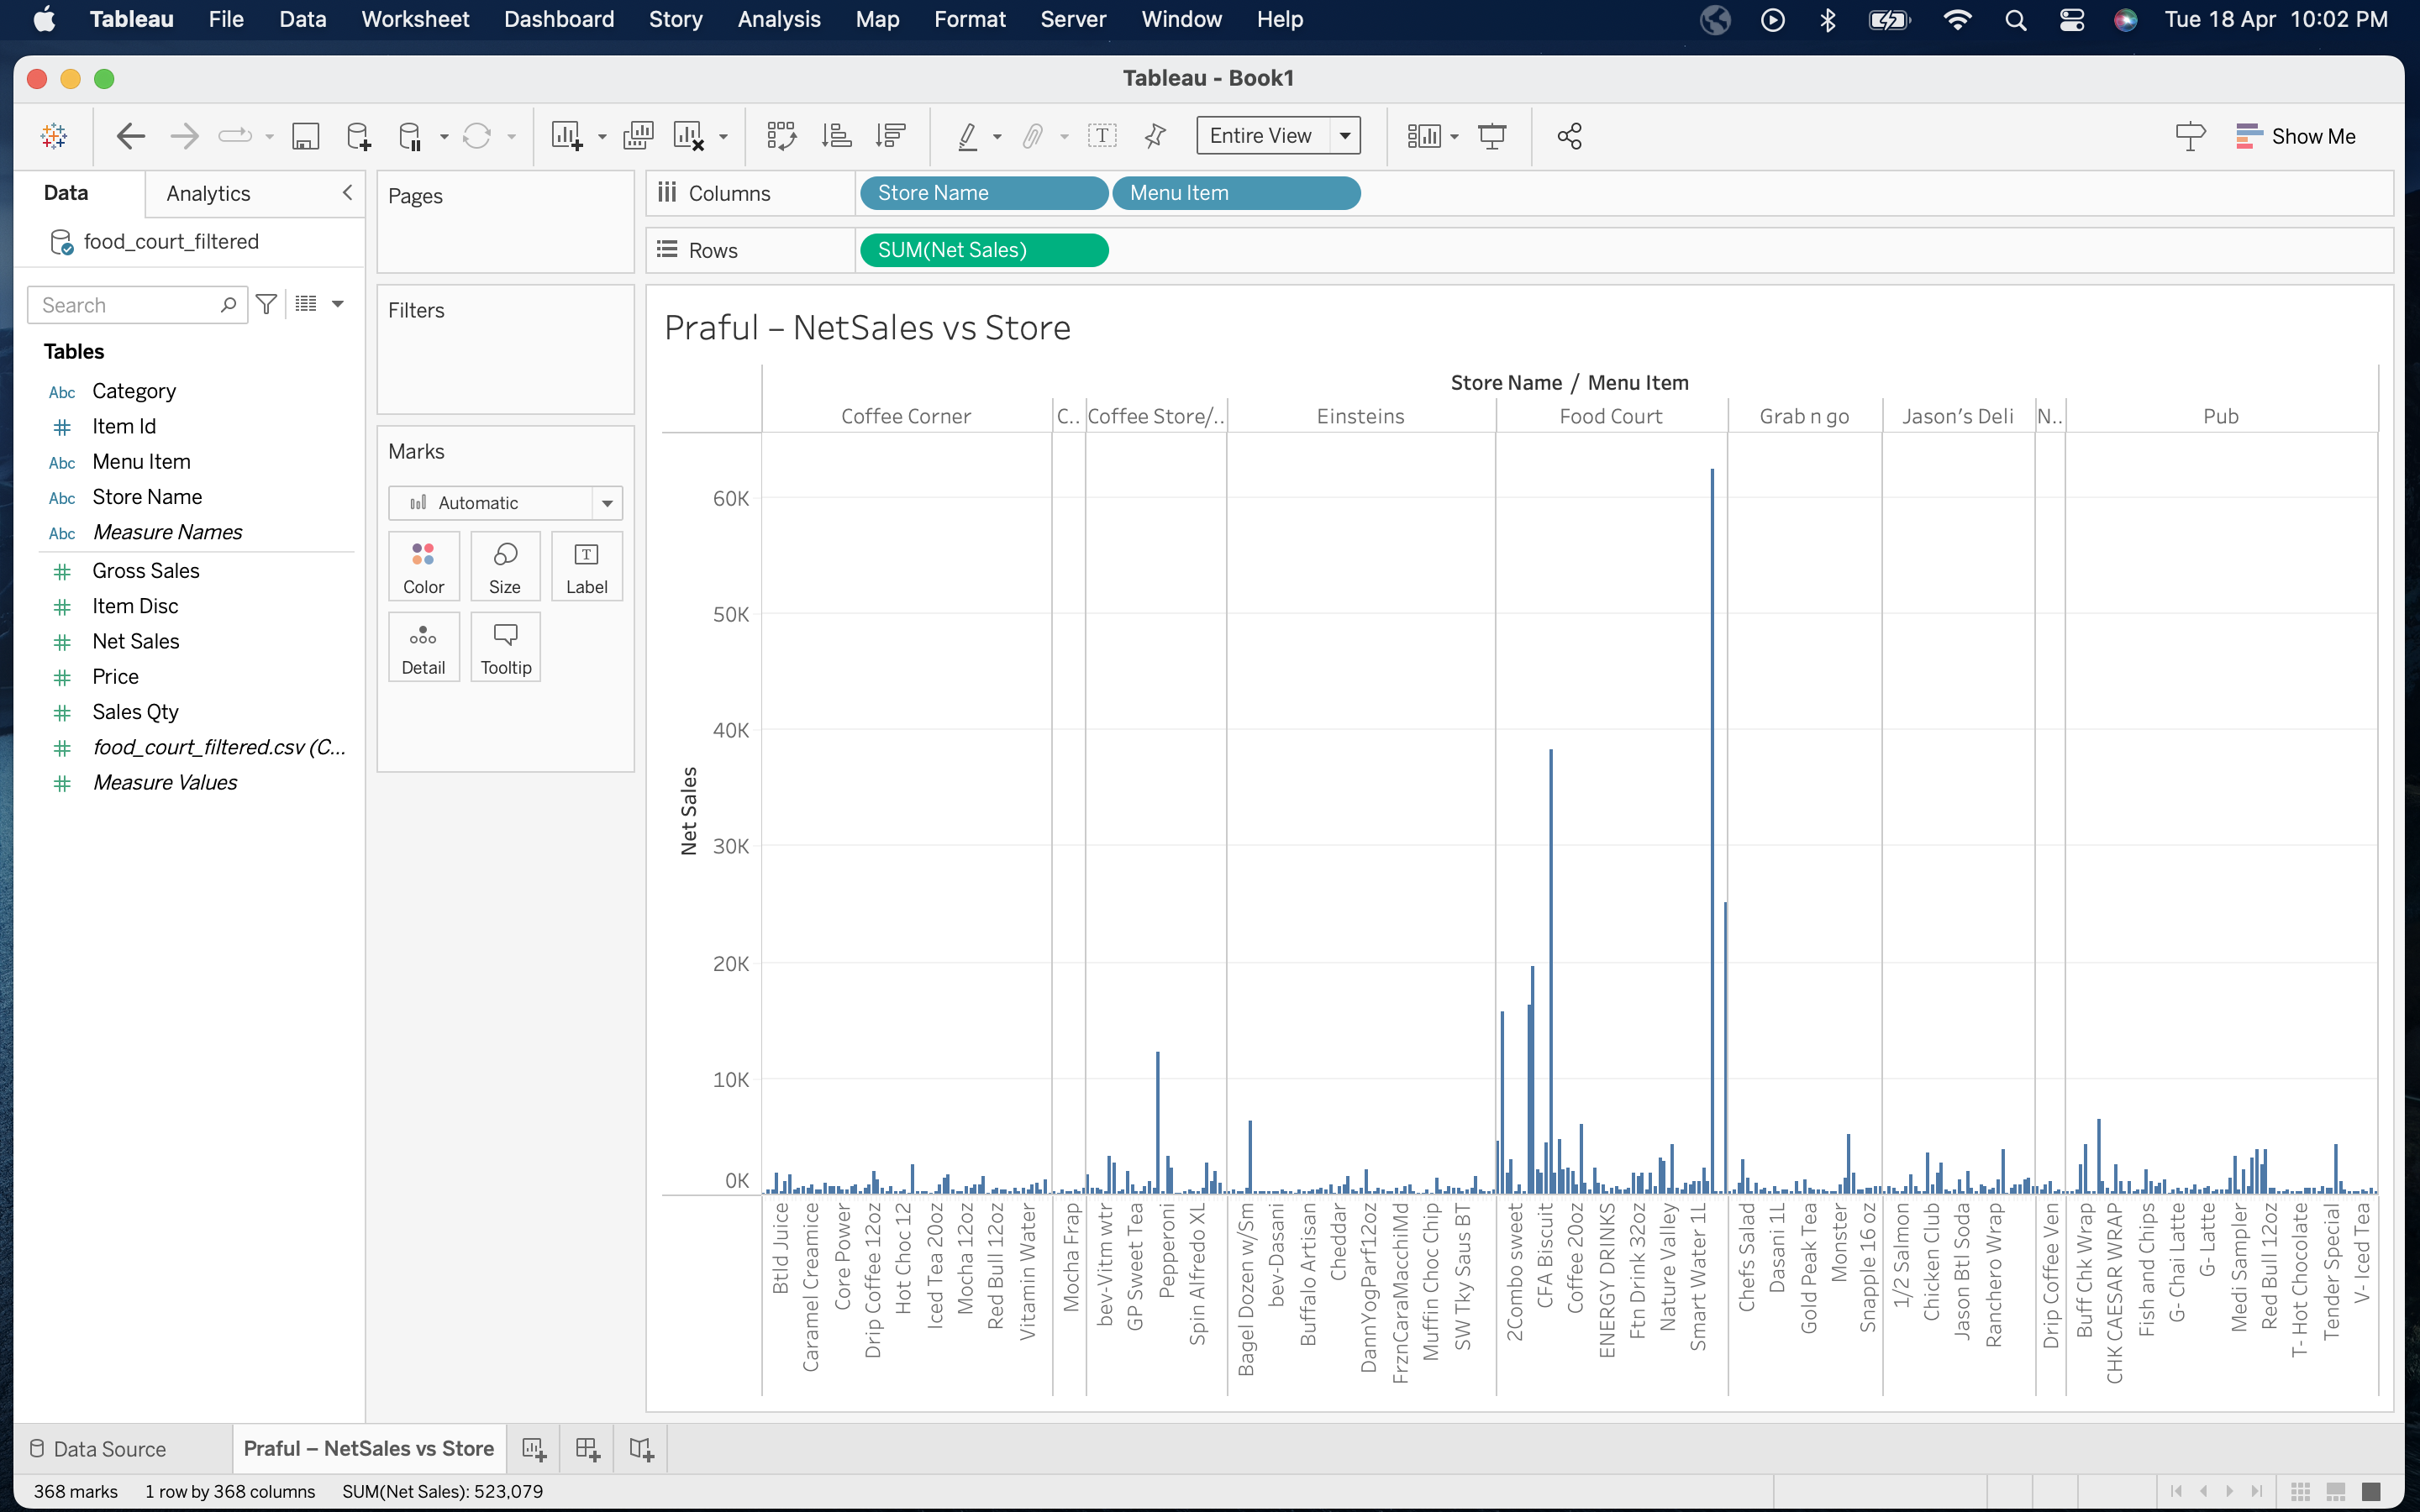 Tableau File Data Worksheet Dashboard Story Analysis Map Format Server Window Help Tue 18 Apr 10:02 PM
Tableau - Book1
Entire View
Show Me
Data Analytics
food_court_filtered
Search
Tables
Abc Category
# Item Id
Abc Menu Item
Abc Store Name
Abc Measure Names
# Gross Sales
# Item Disc
# Net Sales
# Price
# Sales Qty
# food_court_filtered.csv (C...
# Measure Values
Pages
Filters
Marks
Automatic
Color Size Label
Detail Tooltip
Columns Store Name Menu Item
Rows SUM(Net Sales)
Praful – NetSales vs Store
Store Name / Menu Item
Coffee Corner C.. Coffee Store/.. Einsteins Food Court Grab n go Jason's Deli N.. Pub
60K
50K
40K
30K
20K
10K
0K
Net Sales
Btld Juice
Caramel Creamice
Core Power
Drip Coffee 12oz
Hot Choc 12
Iced Tea 20oz
Mocha 12oz
Red Bull 12oz
Vitamin Water
Mocha Frap
bev-Vitm wtr
GP Sweet Tea
Pepperoni
Spin Alfredo XL
Bagel Dozen w/Sm
bev-Dasani
Buffalo Artisan
Cheddar
DannYogParf12oz
FrznCaraMacchiMd
Muffin Choc Chip
SW Tky Saus BT
2Combo sweet
CFA Biscuit
Coffee 20oz
ENERGY DRINKS
Ftn Drink 32oz
Nature Valley
Smart Water 1L
Chefs Salad
Dasani 1L
Gold Peak Tea
Monster
Snapple 16 oz
1/2 Salmon
Chicken Club
Jason Btl Soda
Ranchero Wrap
Drip Coffee Ven
Buff Chk Wrap
CHK CAESAR WRAP
Fish and Chips
G- Chai Latte
G- Latte
Medi Sampler
Red Bull 12oz
T- Hot Chocolate
Tender Special
V- Iced Tea
Data Source Praful – NetSales vs Store
368 marks 1 row by 368 columns SUM(Net Sales): 523,079